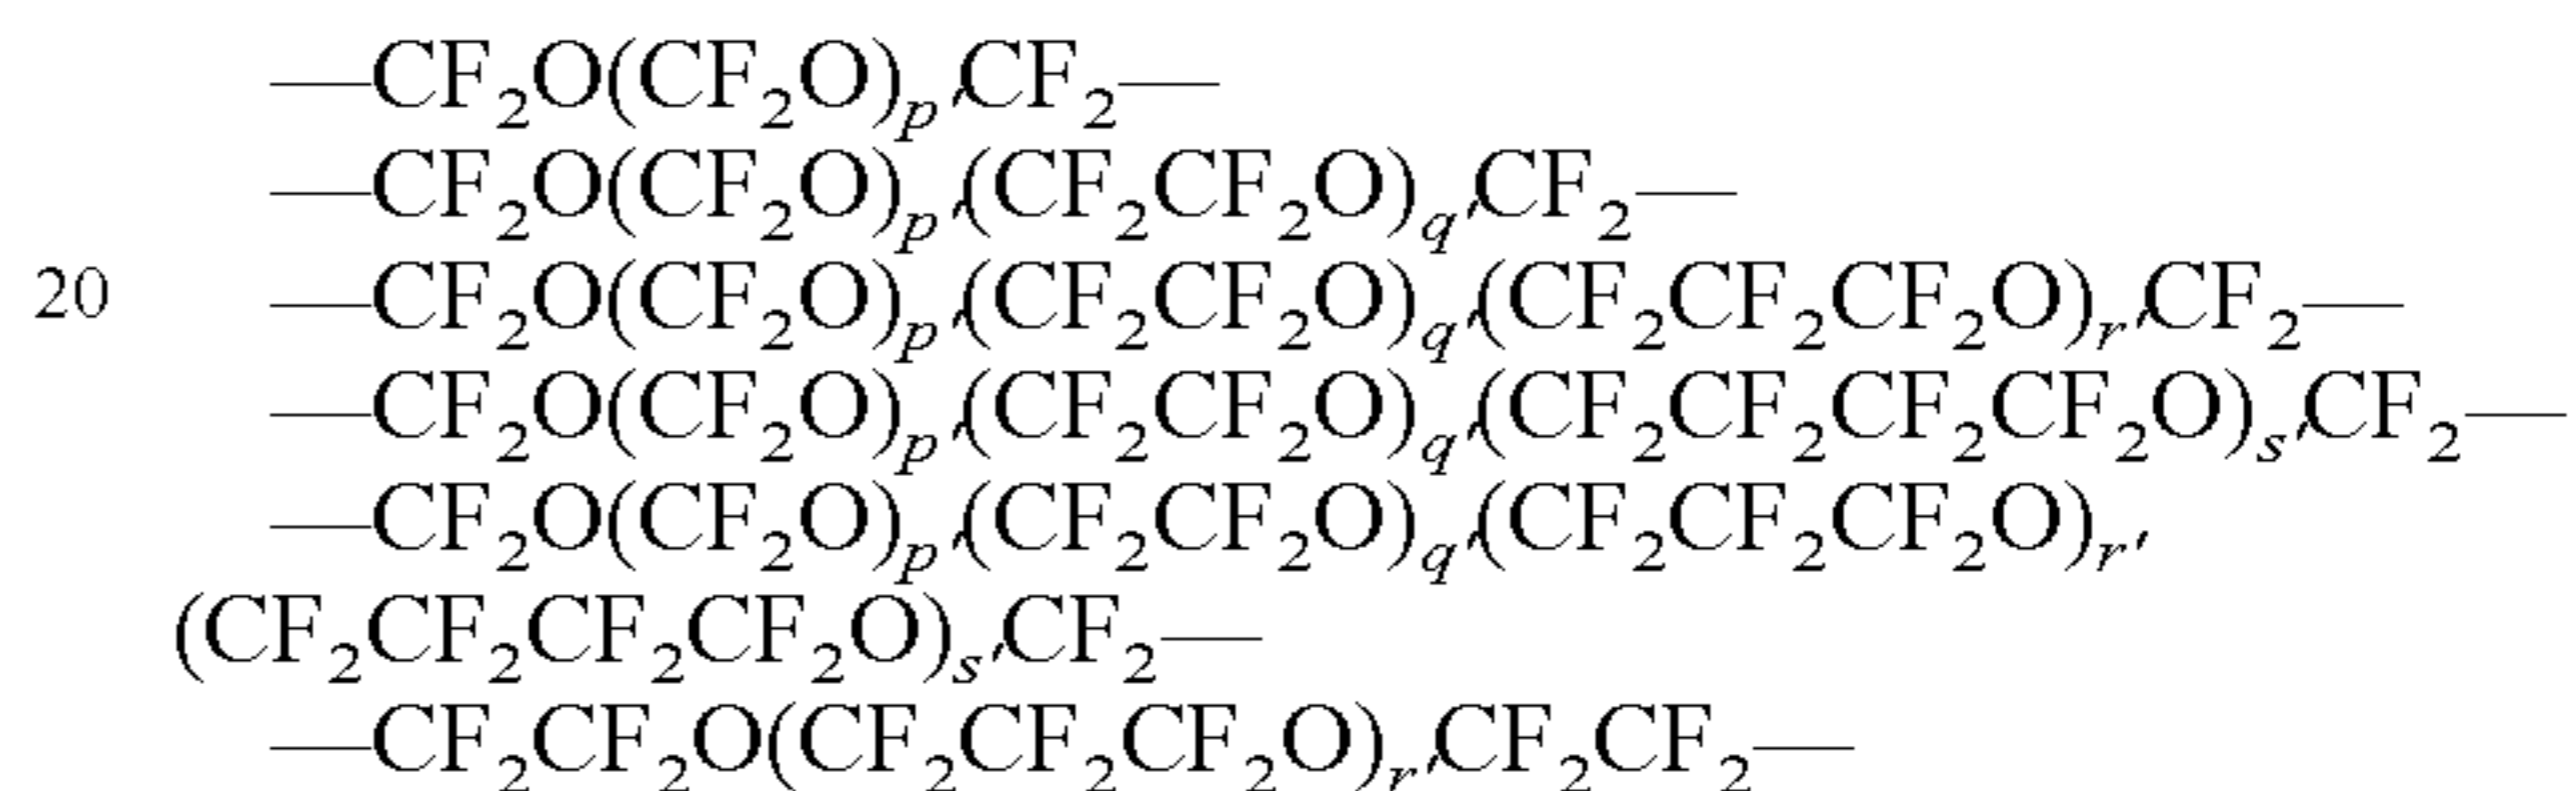 —CF₂O(CF₂O)p′CF₂—
—CF₂O(CF₂O)p′(CF₂CF₂O)q′CF₂—
20 —CF₂O(CF₂O)p′(CF₂CF₂O)q′(CF₂CF₂CF₂O)r′CF₂—
—CF₂O(CF₂O)p′(CF₂CF₂O)q′(CF₂CF₂CF₂CF₂O)s′CF₂—
—CF₂O(CF₂O)p′(CF₂CF₂O)q′(CF₂CF₂CF₂O)r′
(CF₂CF₂CF₂CF₂O)s′CF₂—
—CF₂CF₂O(CF₂CF₂CF₂O)r′CF₂CF₂—